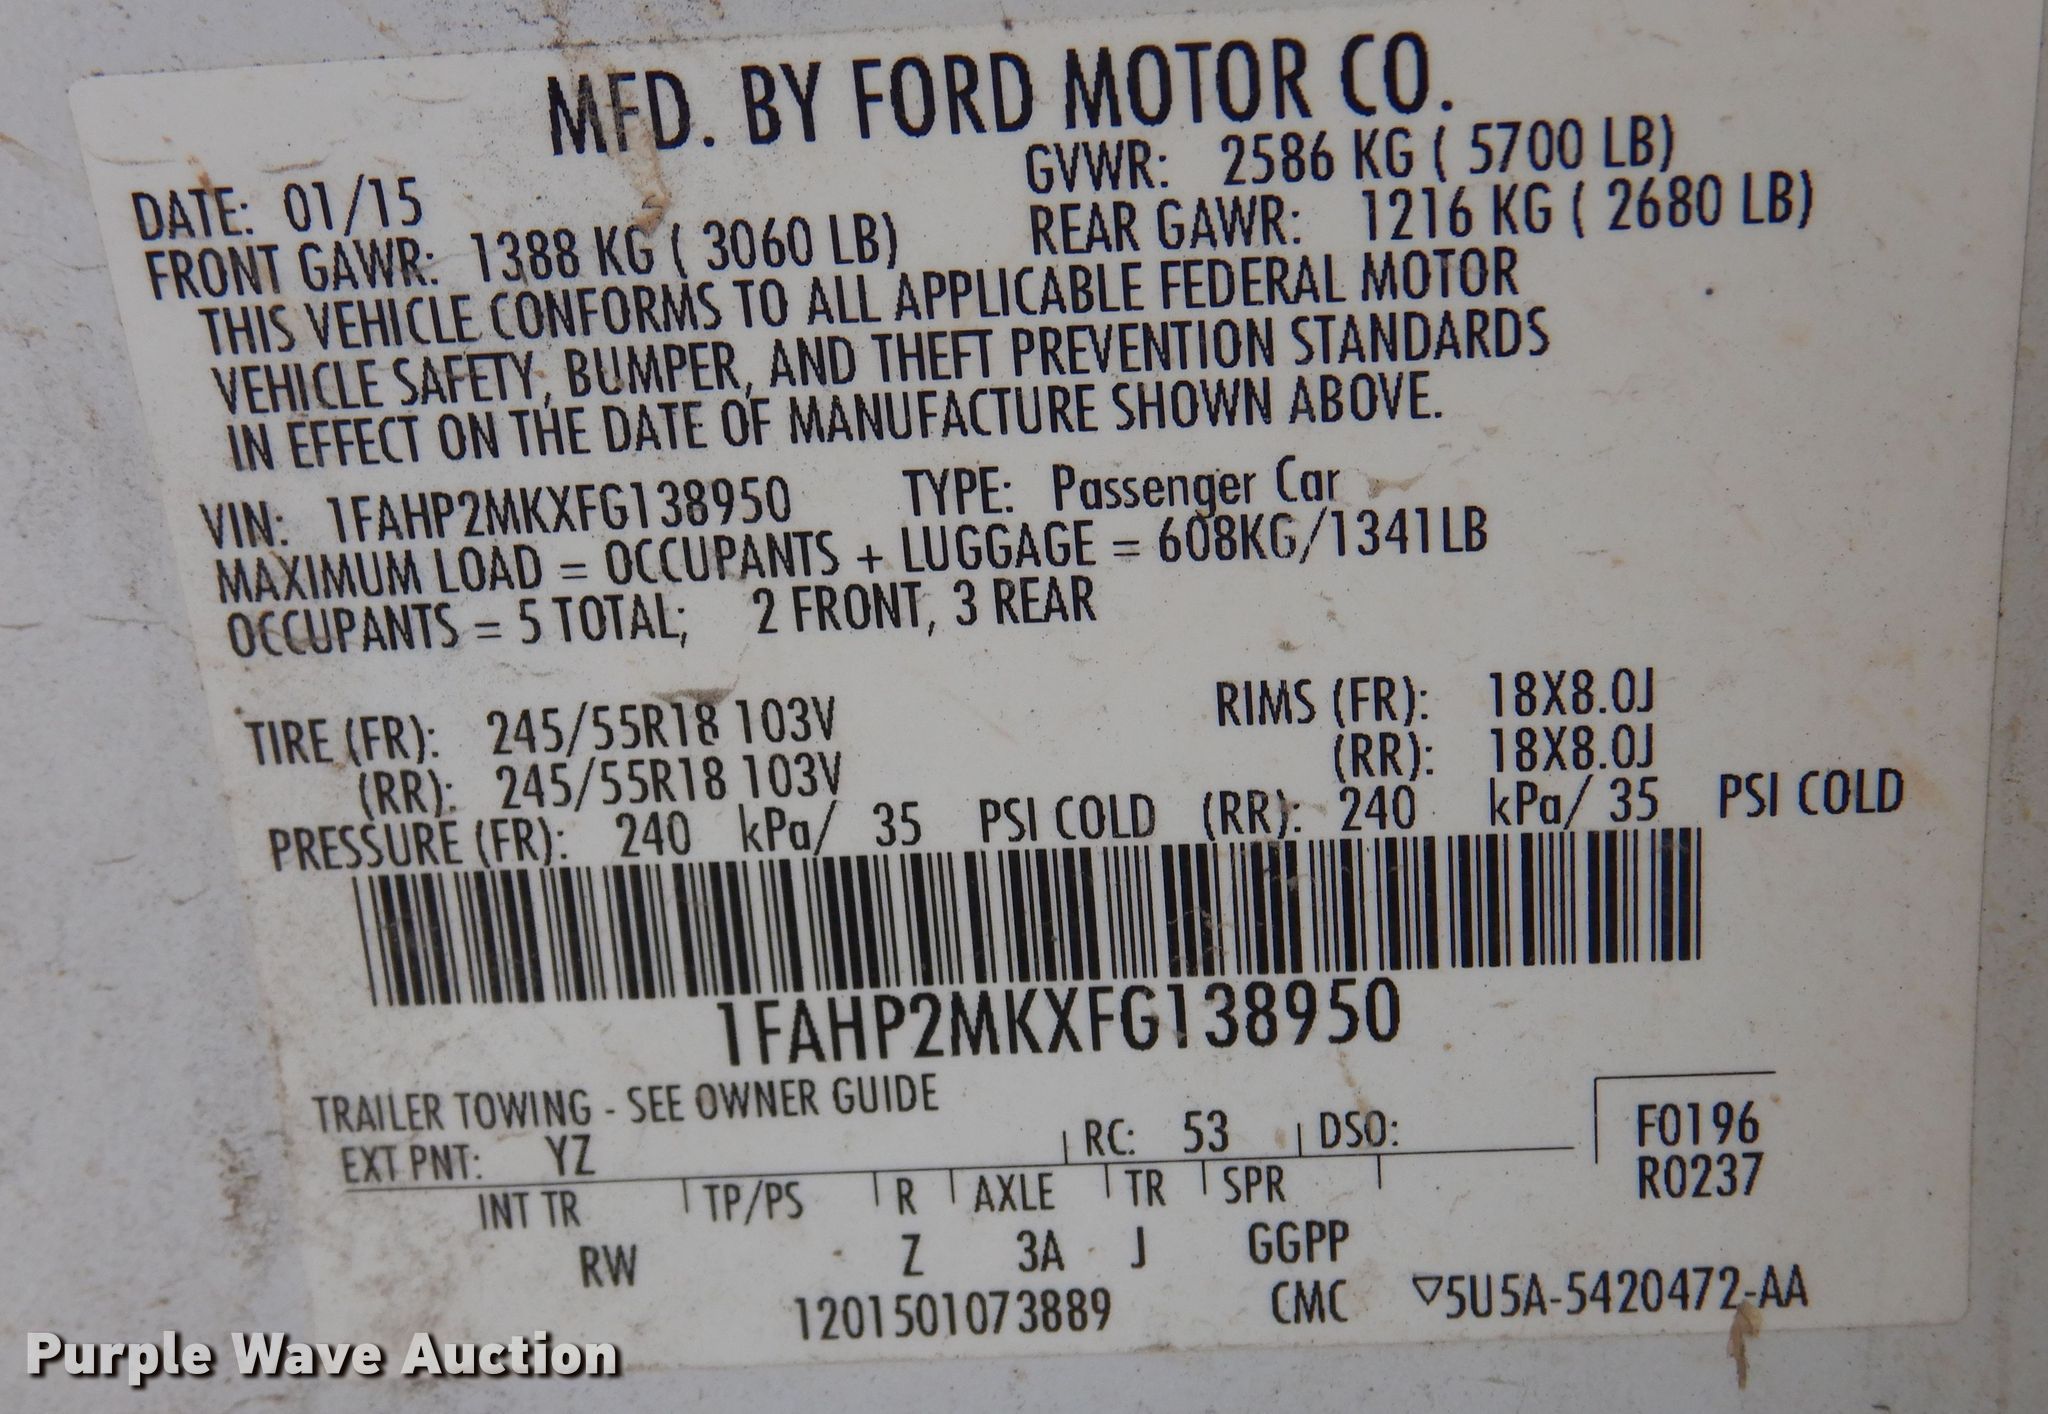 MFD. BY FORD MOTOR CO.
DATE: 01/15 GVWR: 2586 KG ( 5700 LB)
FRONT GAWR: 1388 KG ( 3060 LB) REAR GAWR: 1216 KG ( 2680 LB)
THIS VEHICLE CONFORMS TO ALL APPLICABLE FEDERAL MOTOR
VEHICLE SAFETY, BUMPER, AND THEFT PREVENTION STANDARDS
IN EFFECT ON THE DATE OF MANUFACTURE SHOWN ABOVE.
VIN: 1FAHP2MKXFG138950 TYPE: Passenger Car
MAXIMUM LOAD = OCCUPANTS + LUGGAGE = 608KG/1341LB
OCCUPANTS = 5 TOTAL; 2 FRONT, 3 REAR
TIRE (FR): 245/55R18 103V RIMS (FR): 18X8.0J
(RR): 245/55R18 103V (RR): 18X8.0J
PRESSURE (FR): 240 kPa/ 35 PSI COLD (RR): 240 kPa/ 35 PSI COLD
1FAHP2MKXFG138950
TRAILER TOWING - SEE OWNER GUIDE
EXT PNT: YZ RC: 53 DSO: F0196
INT TR TP/PS R AXLE TR SPR R0237
RW Z 3A J GGPP
1201501073889 CMC ▽5U5A-5420472-AA
Purple Wave Auction